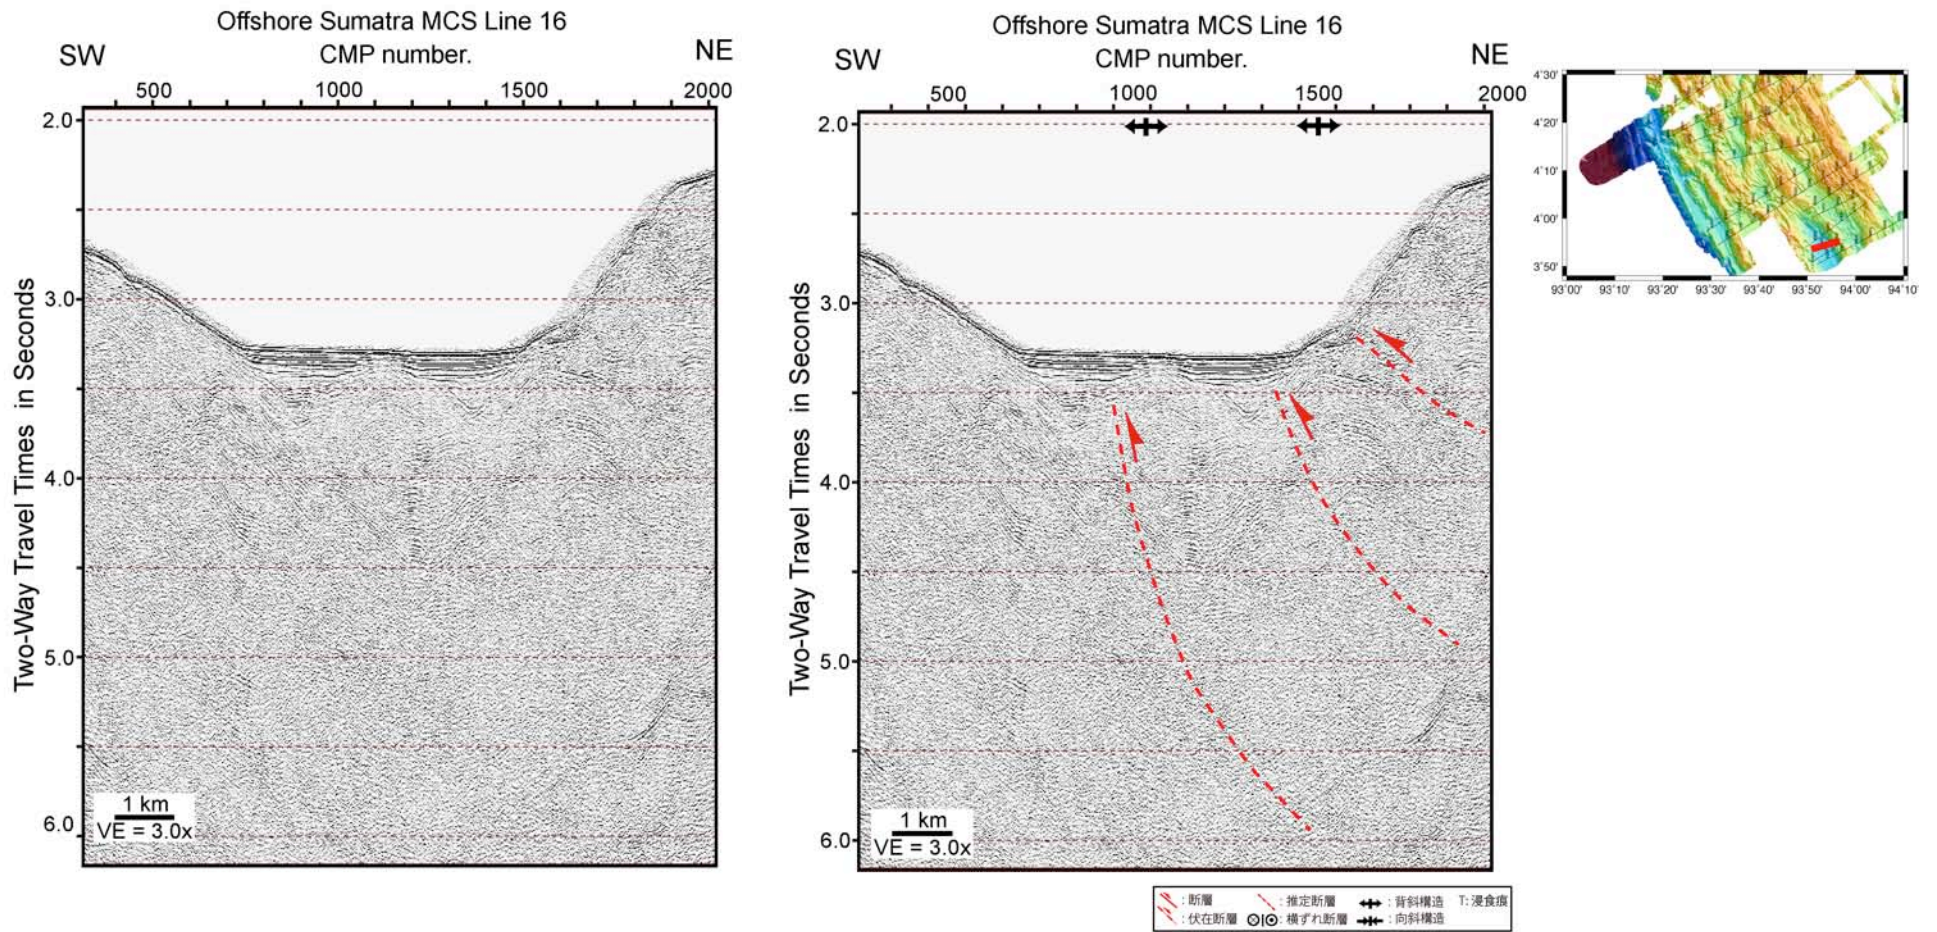 Offshore Sumatra MCS Line 16
SW
CMP number.
NE
500
1000
1500
2000
2.0
3.0
4.0
5.0
6.0
Two-Way Travel Times in Seconds
1 km
VE = 3.0x
Offshore Sumatra MCS Line 16
SW
CMP number.
NE
500
1000
1500
2000
2.0
3.0
4.0
5.0
6.0
Two-Way Travel Times in Seconds
1 km
VE = 3.0x
4˚30'
4˚20'
4˚10'
4˚00'
3˚50'
93˚00' 93˚10' 93˚20' 93˚30' 93˚40' 93˚50' 94˚00' 94˚10'
: 断層 : 推定断層 : 背斜構造 T: 浸食痕
: 伏在断層 : 横ずれ断層 : 向斜構造